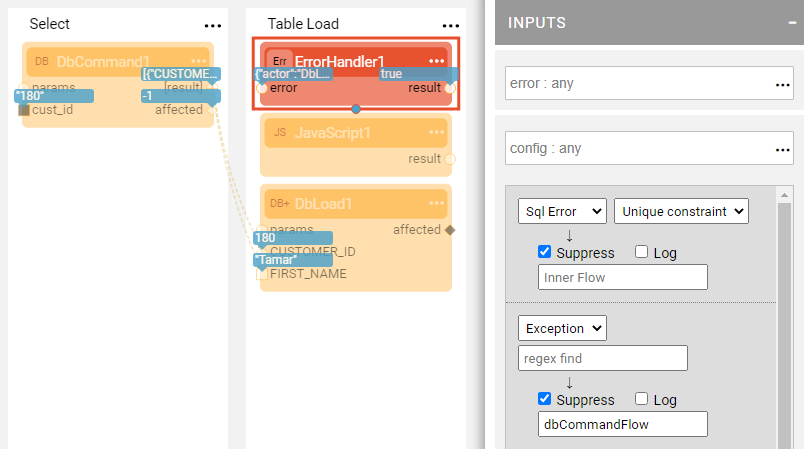 Select
...
DB DbCommand1 ...
[{"CUSTOME...
params [result]
"180" -1
cust_id affected
Table Load
...
Err ErrorHandler1 ...
{"actor":"DbL... true
error result
JS JavaScript1 ...
result
DB+ DbLoad1 ...
params affected
180
CUSTOMER_ID
"Tamar"
FIRST_NAME
INPUTS -
error : any ...
config : any ...
Sql Error Unique constraint
↓
Suppress Log
Inner Flow
Exception
regex find
↓
Suppress Log
dbCommandFlow